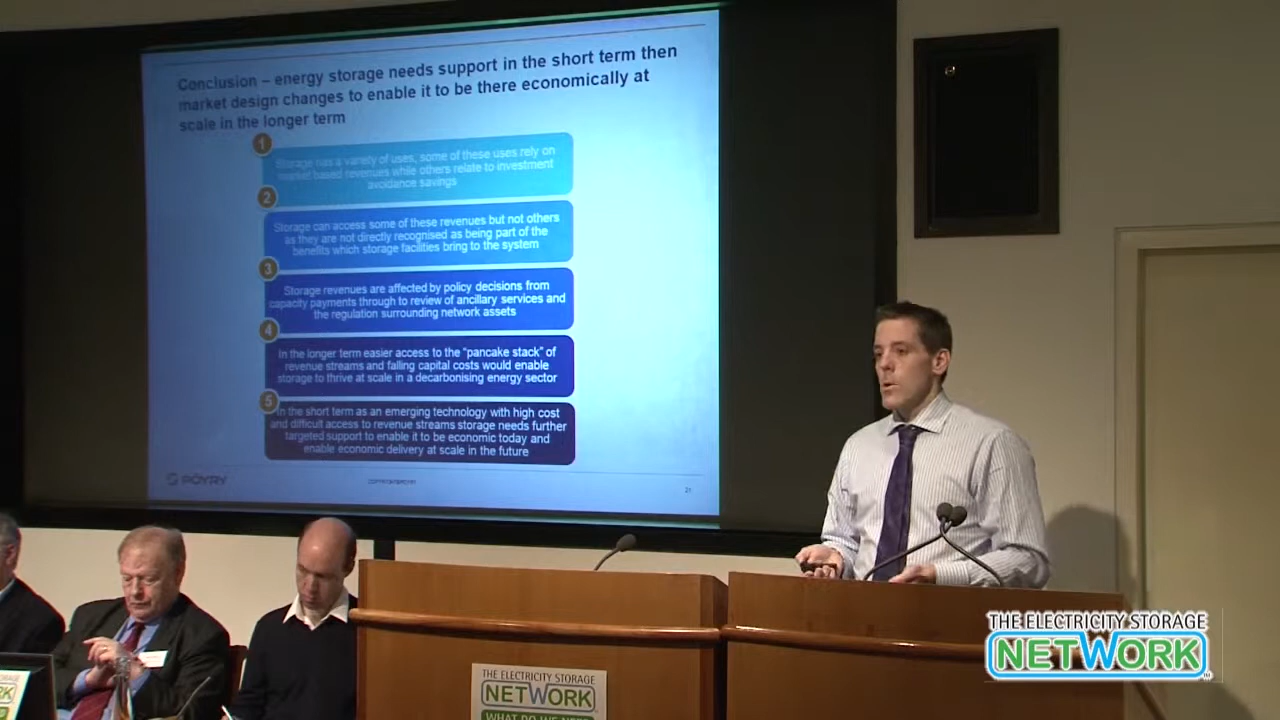 Conclusion – energy storage needs support in the short term then
market design changes to enable it to be there economically at
scale in the longer term
1
Storage has a variety of uses, some of these uses rely on
market based revenues while others relate to investment
avoidance savings
2
Storage can access some of these revenues but not others
as they are not directly recognised as being part of the
benefits which storage facilities bring to the system
3
Storage revenues are affected by policy decisions from
capacity payments through to review of ancillary services and
the regulation surrounding network assets
4
In the longer term easier access to the "pancake stack" of
revenue streams and falling capital costs would enable
storage to thrive at scale in a decarbonising energy sector
5
In the short term as an emerging technology with high cost
and difficult access to revenue streams storage needs further
targeted support to enable it to be economic today and
enable economic delivery at scale in the future
PÖYRY
21
THE ELECTRICITY STORAGE
NETWORK
WHAT DO WE NEED
THE ELECTRICITY STORAGE
NETWORK
TM